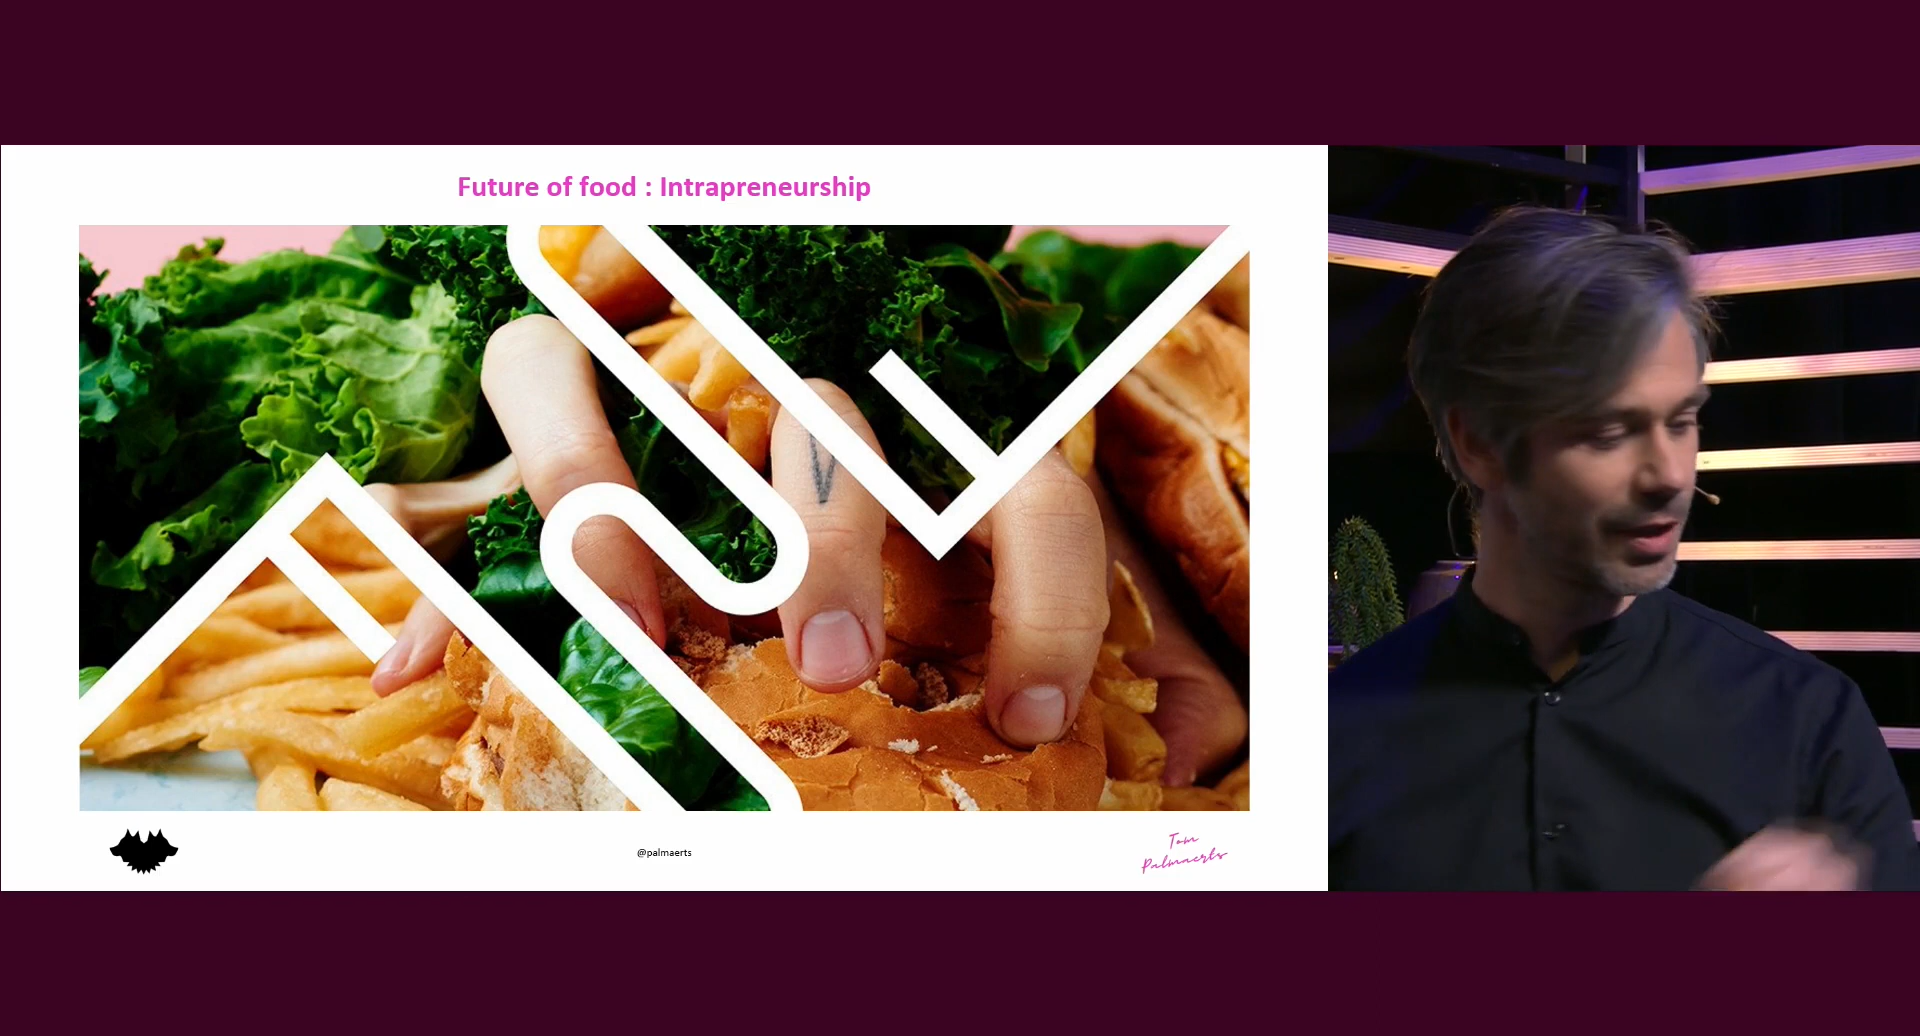 Future of food : Intrapreneurship
V
@palmaerts
Tom
Palmaerts